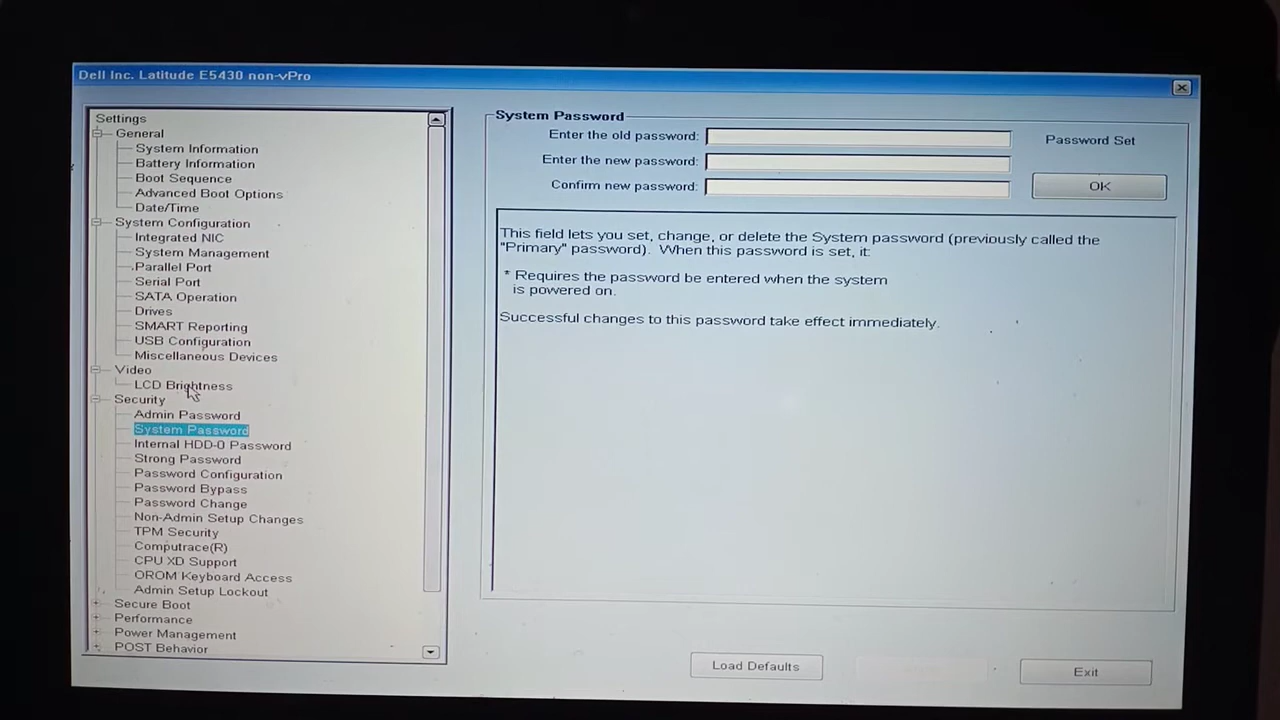 Dell Inc. Latitude E5430 non-vPro
Settings
General
System Information
Battery Information
Boot Sequence
Advanced Boot Options
Date/Time
System Configuration
Integrated NIC
System Management
Parallel Port
Serial Port
SATA Operation
Drives
SMART Reporting
USB Configuration
Miscellaneous Devices
Video
LCD Brightness
Security
Admin Password
System Password
Internal HDD-0 Password
Strong Password
Password Configuration
Password Bypass
Password Change
Non-Admin Setup Changes
TPM Security
Computrace(R)
CPU XD Support
OROM Keyboard Access
Admin Setup Lockout
Secure Boot
Performance
Power Management
POST Behavior
System Password
Enter the old password:
Password Set
Enter the new password:
Confirm new password:
OK
This field lets you set, change, or delete the System password (previously called the
"Primary" password). When this password is set, it:
* Requires the password be entered when the system
is powered on.
Successful changes to this password take effect immediately.
Load Defaults
Exit